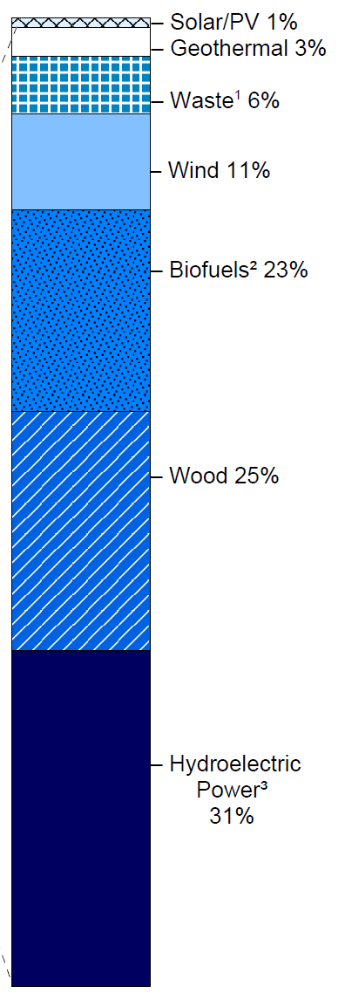 Solar/PV 1%
Geothermal 3%
Waste¹ 6%
Wind 11%
Biofuels² 23%
Wood 25%
Hydroelectric
Power³
31%